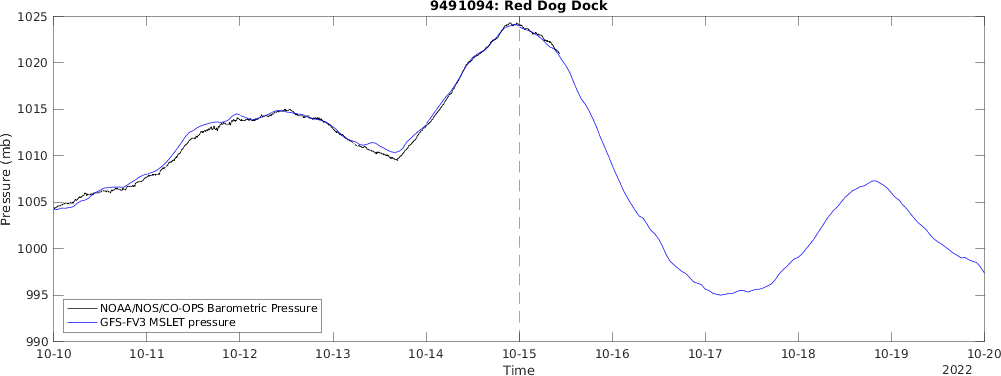 9491094: Red Dog Dock
1025
1020
1015
1010
1005
1000
995
990
Pressure (mb)
NOAA/NOS/CO-OPS Barometric Pressure
GFS-FV3 MSLET pressure
10-10 10-11 10-12 10-13 10-14 10-15 10-16 10-17 10-18 10-19 10-20
Time
2022